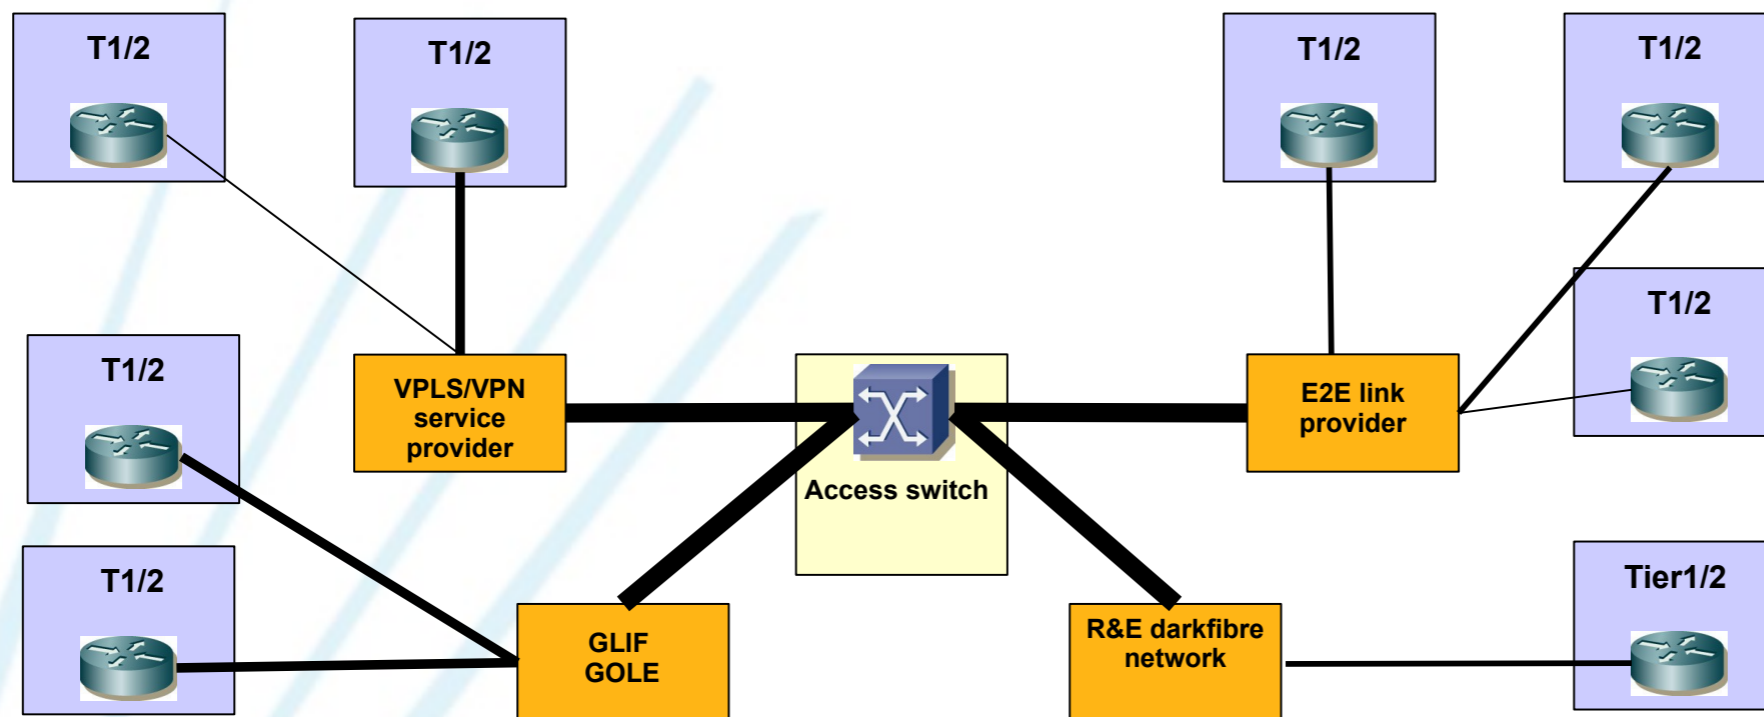 T1/2
T1/2
T1/2
T1/2
T1/2
T1/2
VPLS/VPN
service
provider
E2E link
provider
Access switch
T1/2
Tier1/2
GLIF
GOLE
R&E darkfibre
network